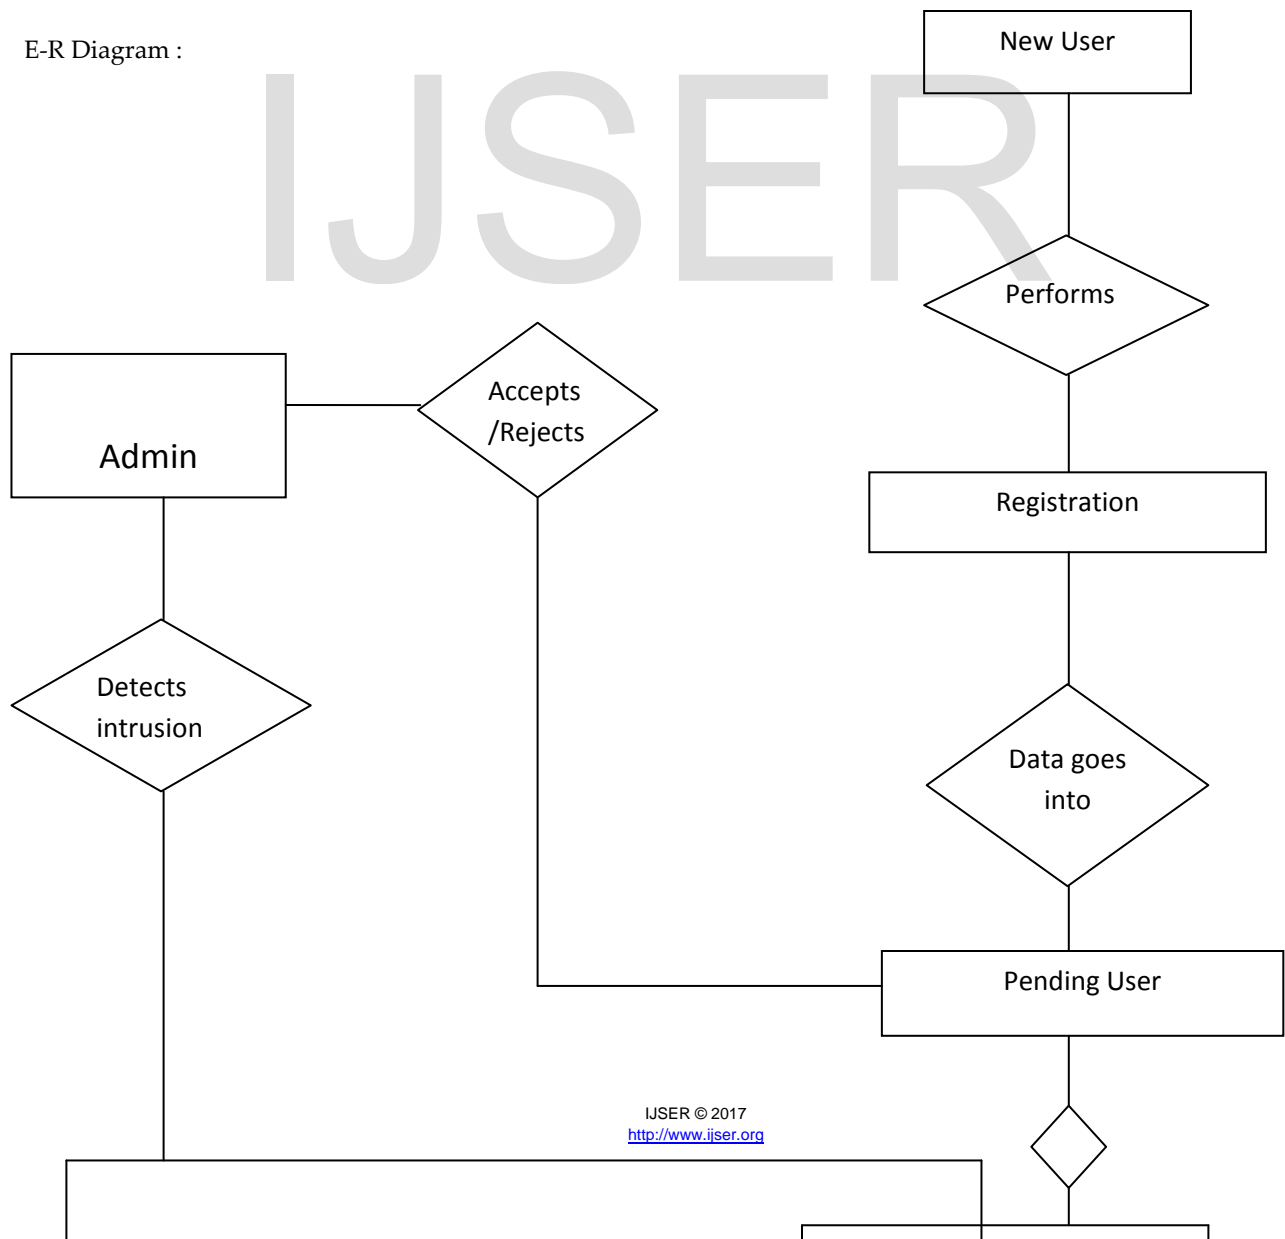 E-R Diagram :
New User
IJSER
Performs
Accepts
/Rejects
Admin
Registration
Detects
intrusion
Data goes
into
Pending User
IJSER © 2017
http://www.ijser.org